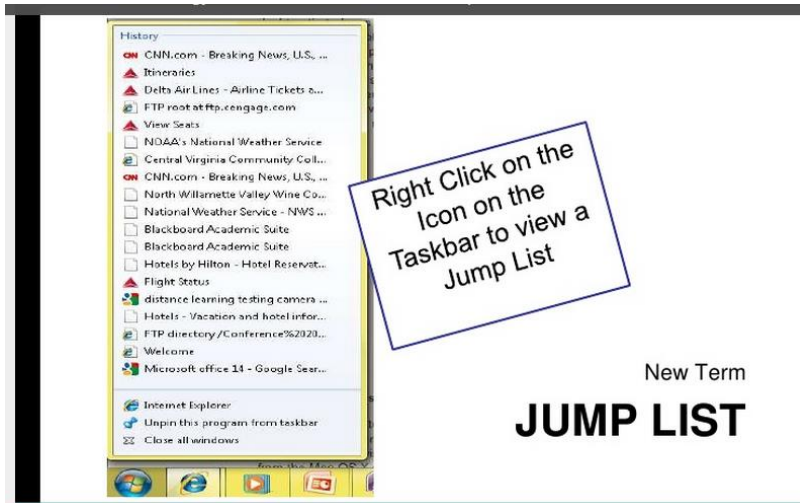 History
CNN.com - Breaking News, U.S., ...
Itineraries
Delta Air Lines - Airline Tickets a...
FTP root at ftp.cengage.com
View Seats
NOAA's National Weather Service
Central Virginia Community Coll...
CNN.com - Breaking News, U.S., ...
North Willamette Valley Wine Co...
National Weather Service - NWS ...
Blackboard Academic Suite
Blackboard Academic Suite
Hotels by Hilton - Hotel Reservat...
Flight Status
distance learning testing camera ...
Hotels - Vacation and hotel infor...
FTP directory /Conference%2020...
Welcome
Microsoft office 14 - Google Sear...
Internet Explorer
Unpin this program from taskbar
Close all windows
from the Mac OS X
Right Click on the
Icon on the
Taskbar to view a
Jump List
New Term
JUMP LIST